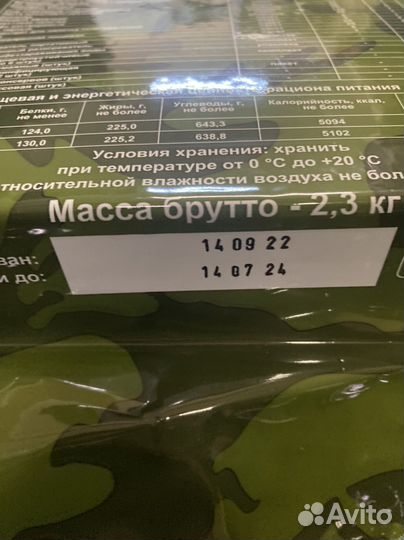 пакет
щевая и энергетическая ценность рациона питания
Белки, г, не менее Жиры, г, не более Углеводы, г, не более Калорийность, ккал, не более
124,0 225,0 643,3 5094
130,0 225,2 638,8 5102
Условия хранения: хранить
при температуре от 0 °С до +20 °С
тносительной влажности воздуха не бол
Масса брутто - 2,3 кг
ван: 14 09 22
и до: 14 07 24
Avito